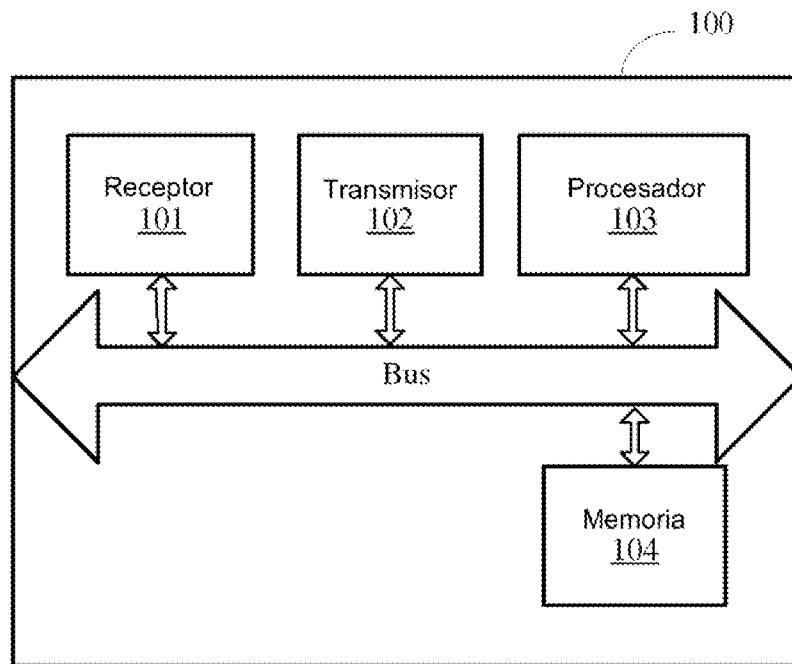 100
Receptor
101
Transmisor
102
Procesador
103
Bus
Memoria
104